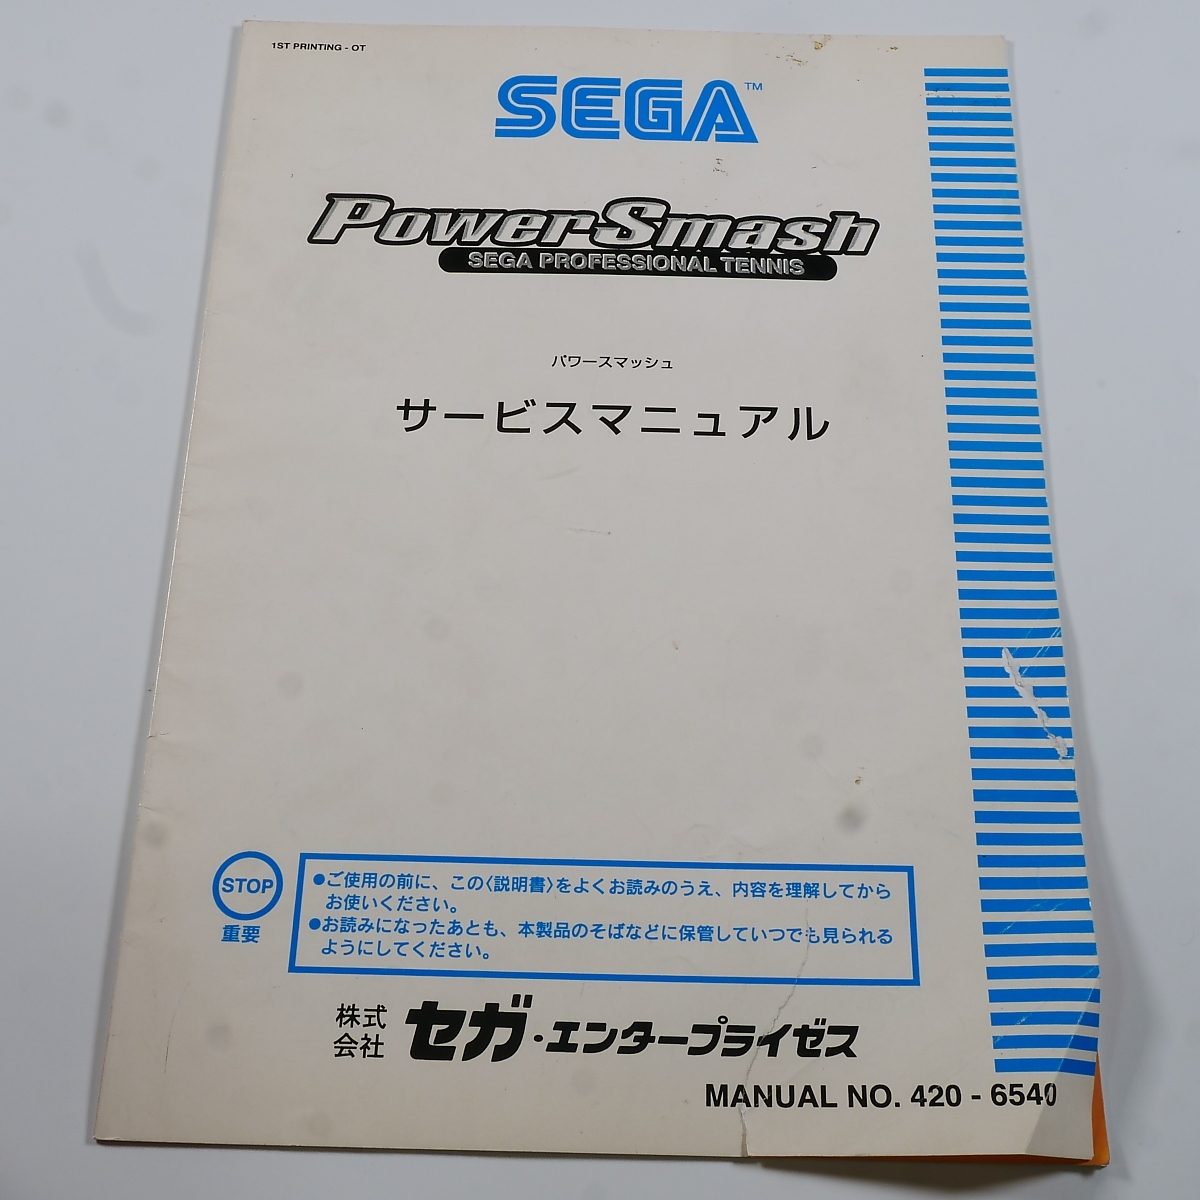 1ST PRINTING - OT
SEGA™
PowerSmash
SEGA PROFESSIONAL TENNIS
パワースマッシュ
サービスマニュアル
STOP
重要
●ご使用の前に、この〈説明書〉をよくお読みのうえ、内容を理解してから
お使いください。
●お読みになったあとも、本製品のそばなどに保管していつでも見られる
ようにしてください。
株式会社 セガ・エンタープライゼス
MANUAL NO. 420 - 6540